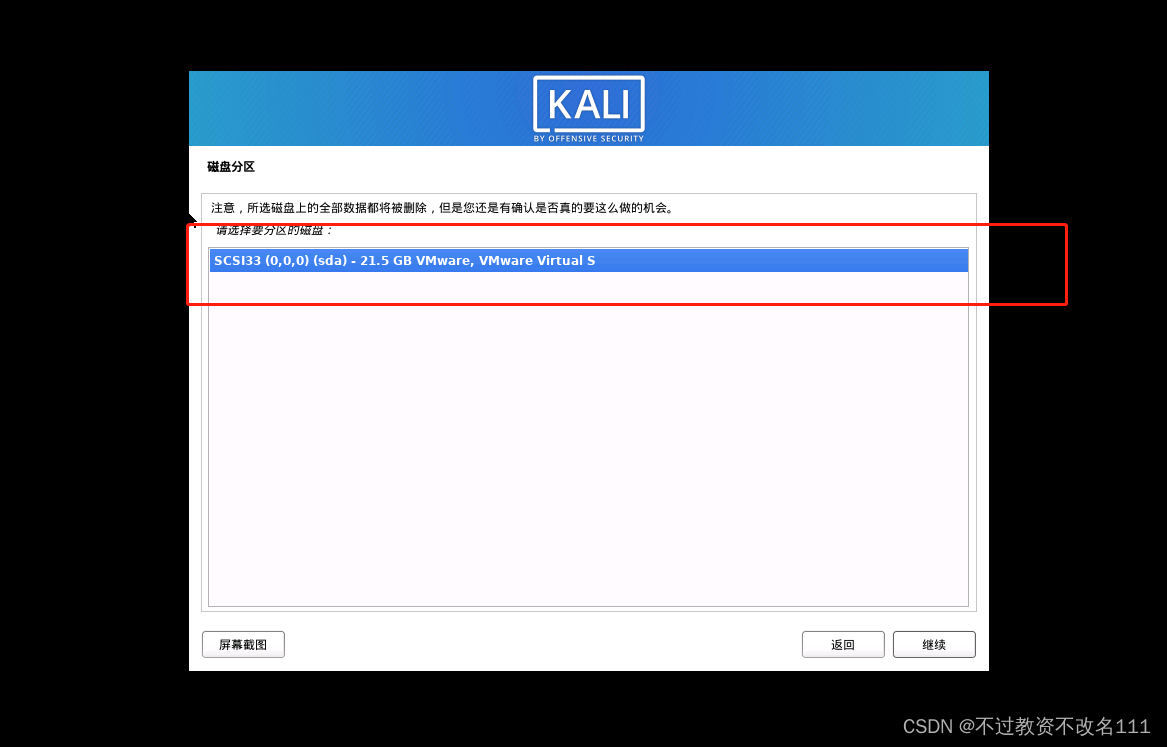 KALI
BY OFFENSIVE SECURITY
磁盘分区
注意，所选磁盘上的全部数据都将被删除，但是您还是有确认是否真的要这么做的机会。
请选择要分区的磁盘：
SCSI33 (0,0,0) (sda) - 21.5 GB VMware, VMware Virtual S
屏幕截图
返回
继续
CSDN @不过教资不改名111